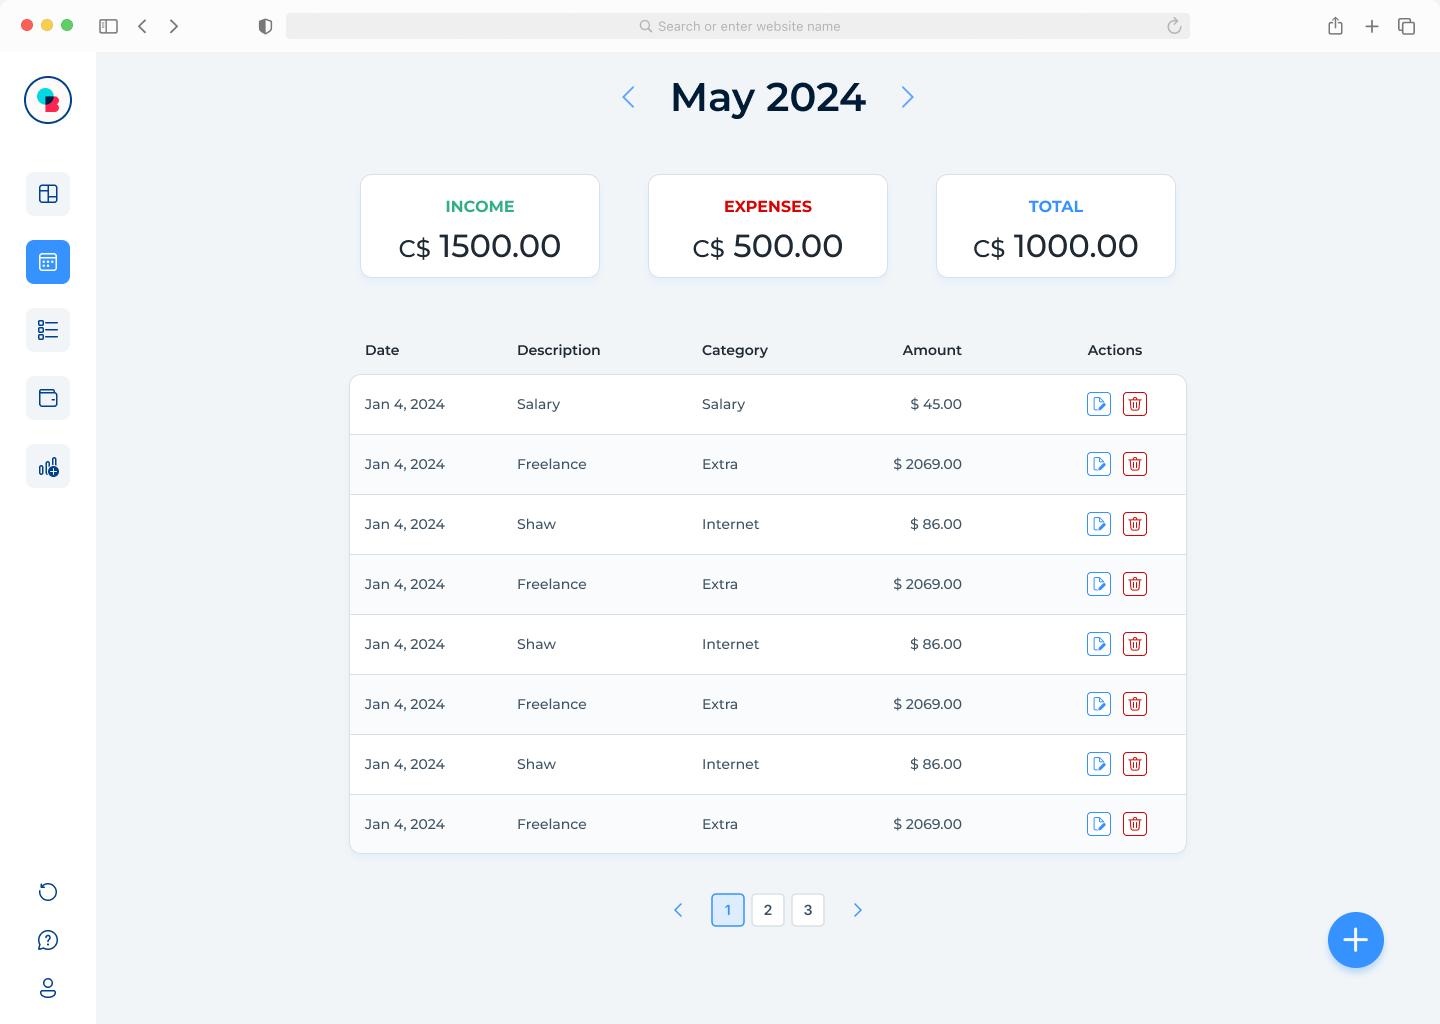 Search or enter website name
May 2024
INCOME
C$ 1500.00
EXPENSES
C$ 500.00
TOTAL
C$ 1000.00
Date Description Category Amount Actions
Jan 4, 2024 Salary Salary $ 45.00
Jan 4, 2024 Freelance Extra $ 2069.00
Jan 4, 2024 Shaw Internet $ 86.00
Jan 4, 2024 Freelance Extra $ 2069.00
Jan 4, 2024 Shaw Internet $ 86.00
Jan 4, 2024 Freelance Extra $ 2069.00
Jan 4, 2024 Shaw Internet $ 86.00
Jan 4, 2024 Freelance Extra $ 2069.00
1 2 3